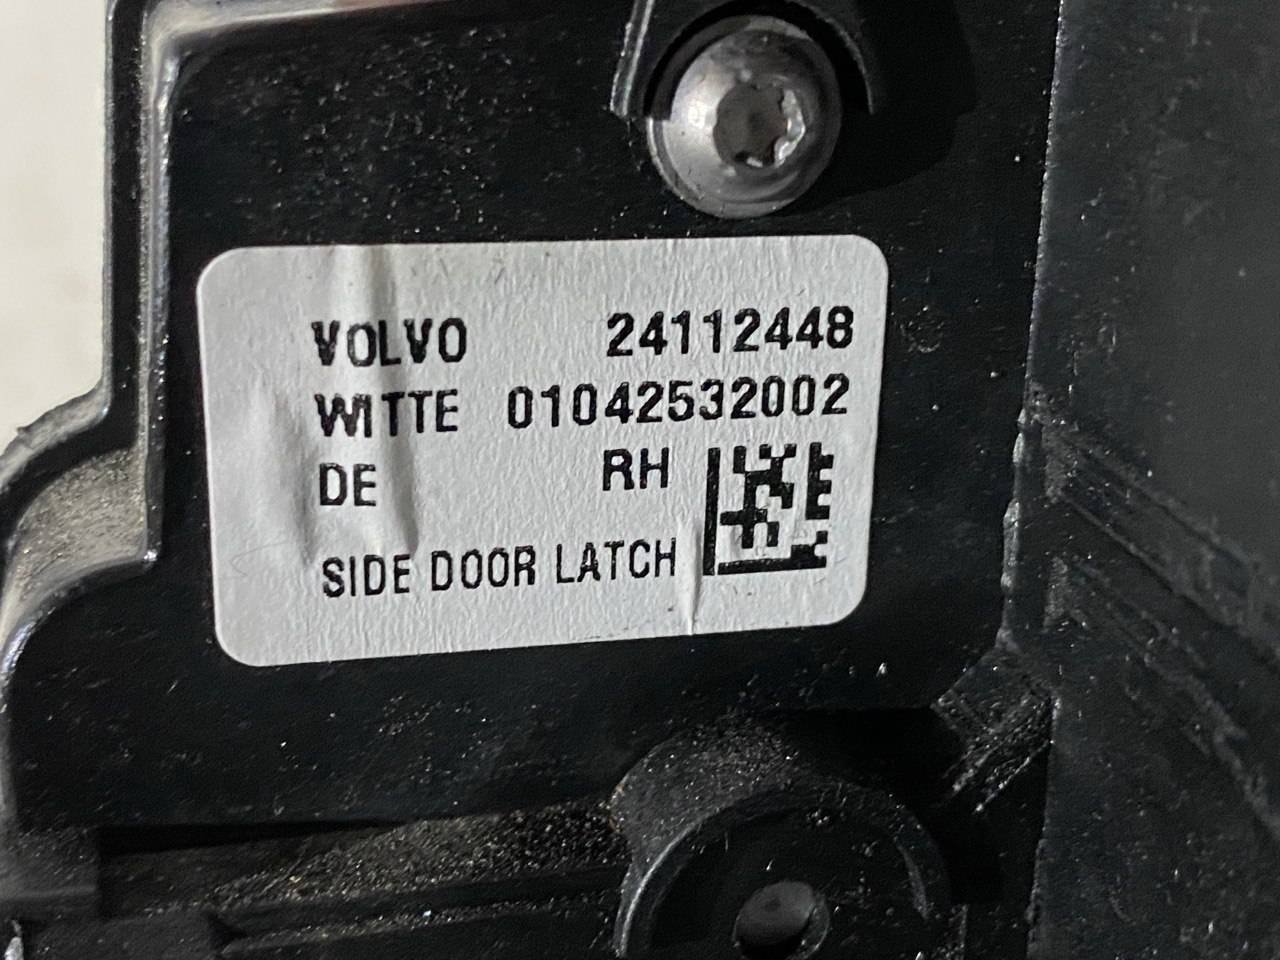 VOLVO 24112448
WITTE 01042532002
DE RH
SIDE DOOR LATCH